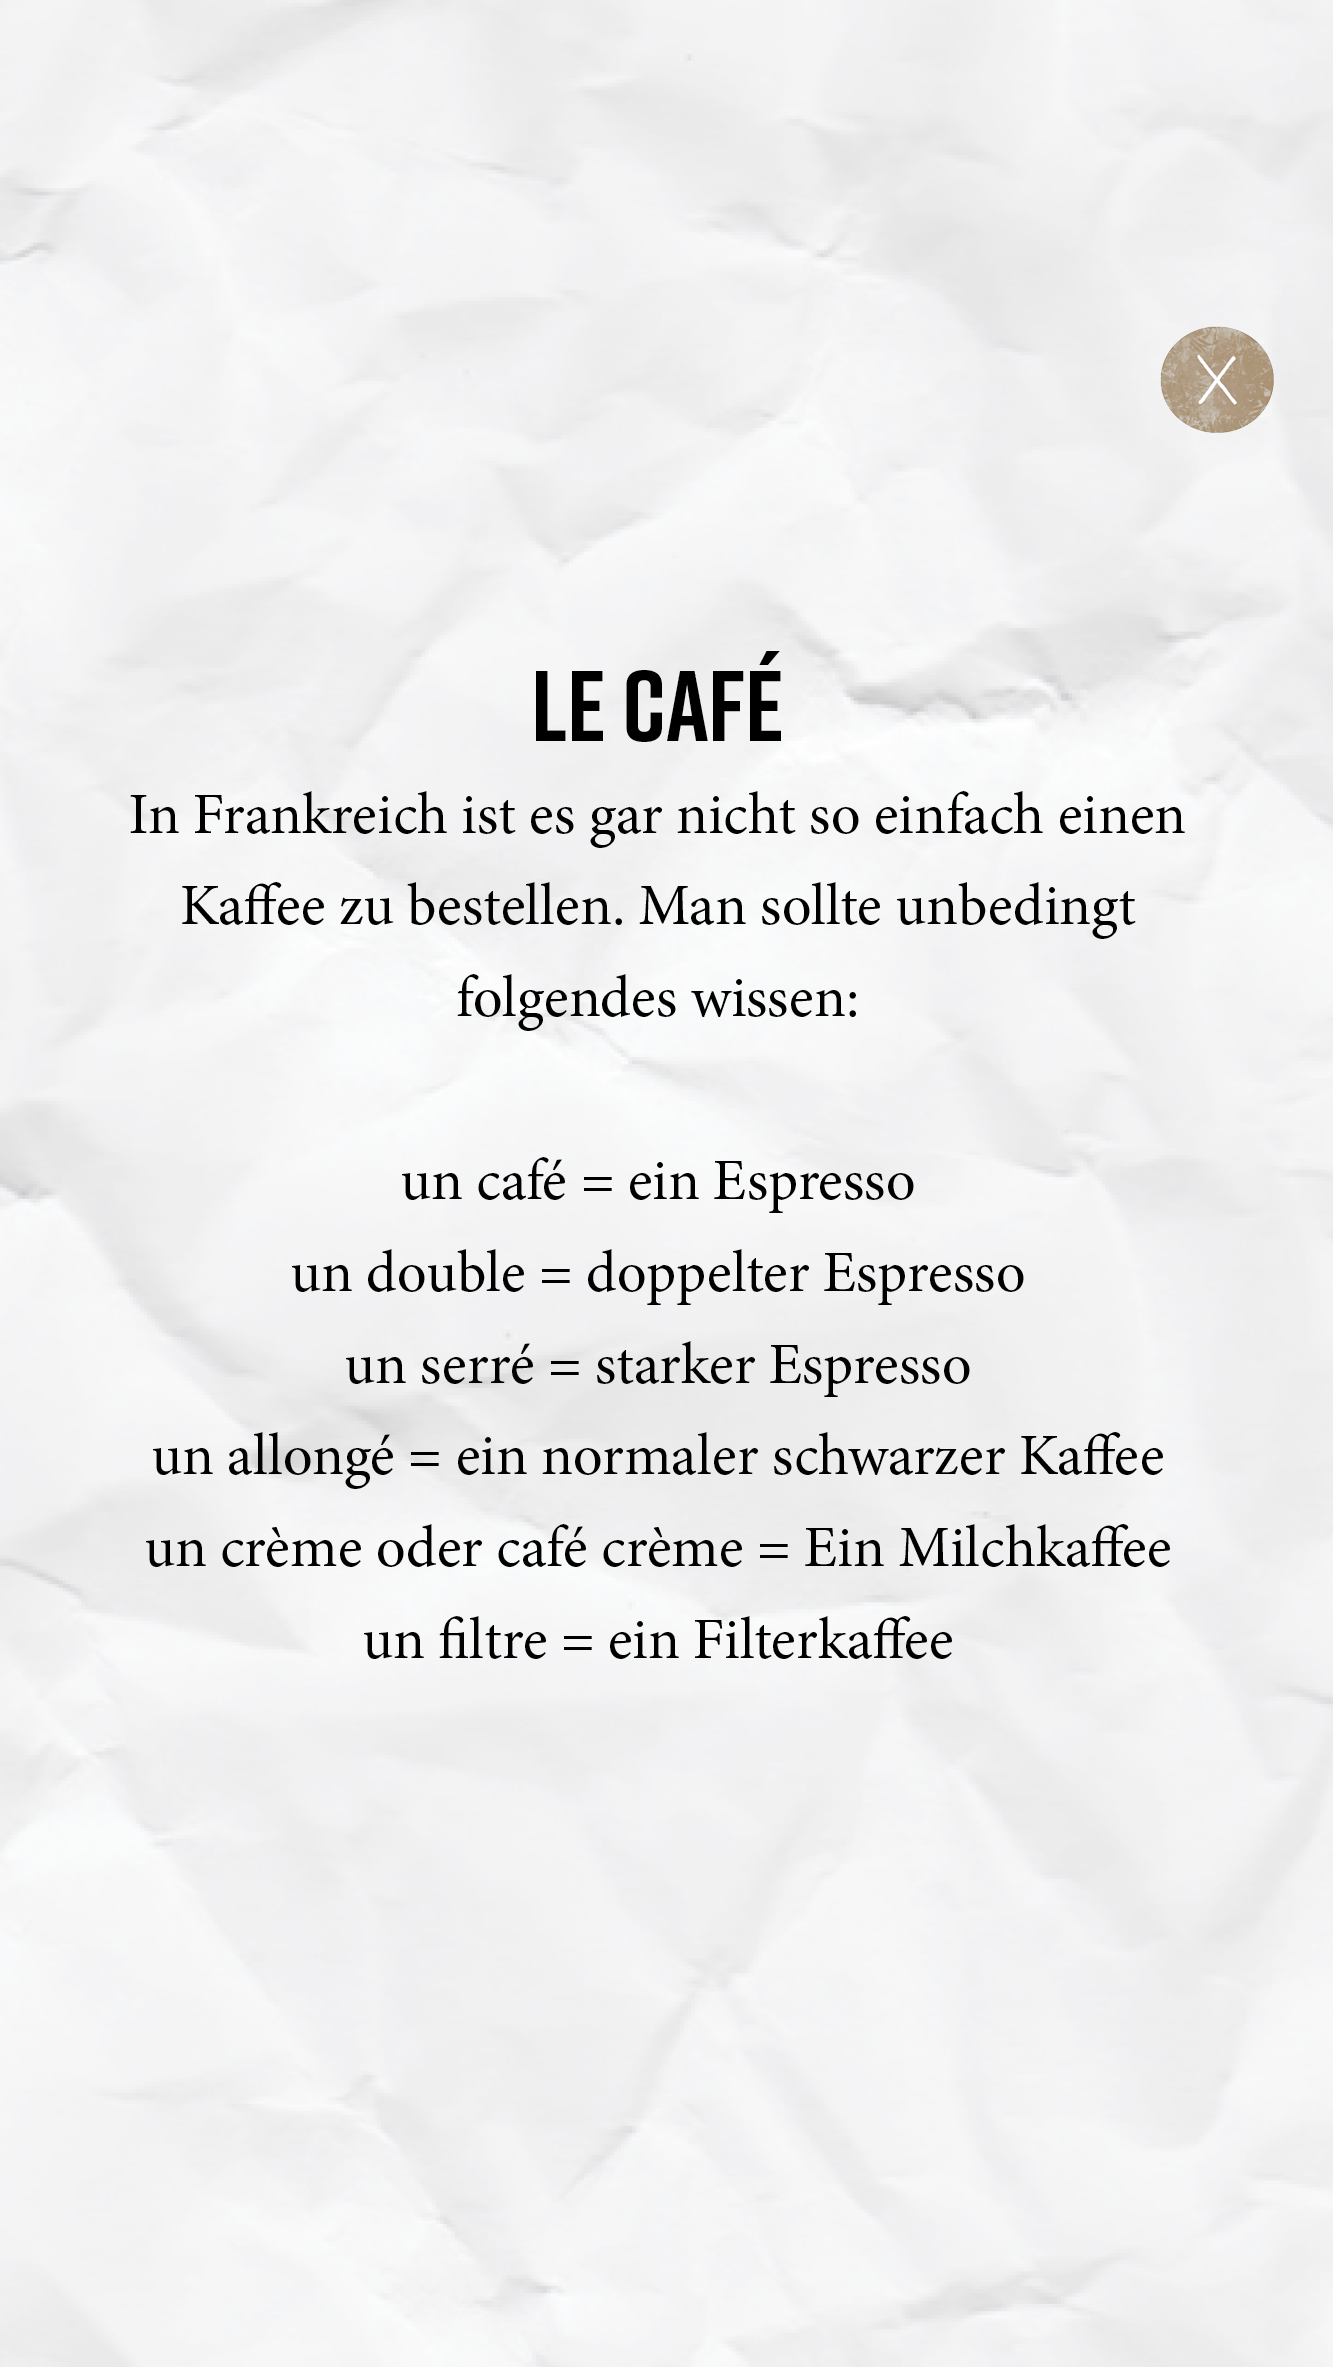 X
LE CAFÉ
In Frankreich ist es gar nicht so einfach einen
Kaffee zu bestellen. Man sollte unbedingt
folgendes wissen:
un café = ein Espresso
un double = doppelter Espresso
un serré = starker Espresso
un allongé = ein normaler schwarzer Kaffee
un crème oder café crème = Ein Milchkaffee
un filtre = ein Filterkaffee